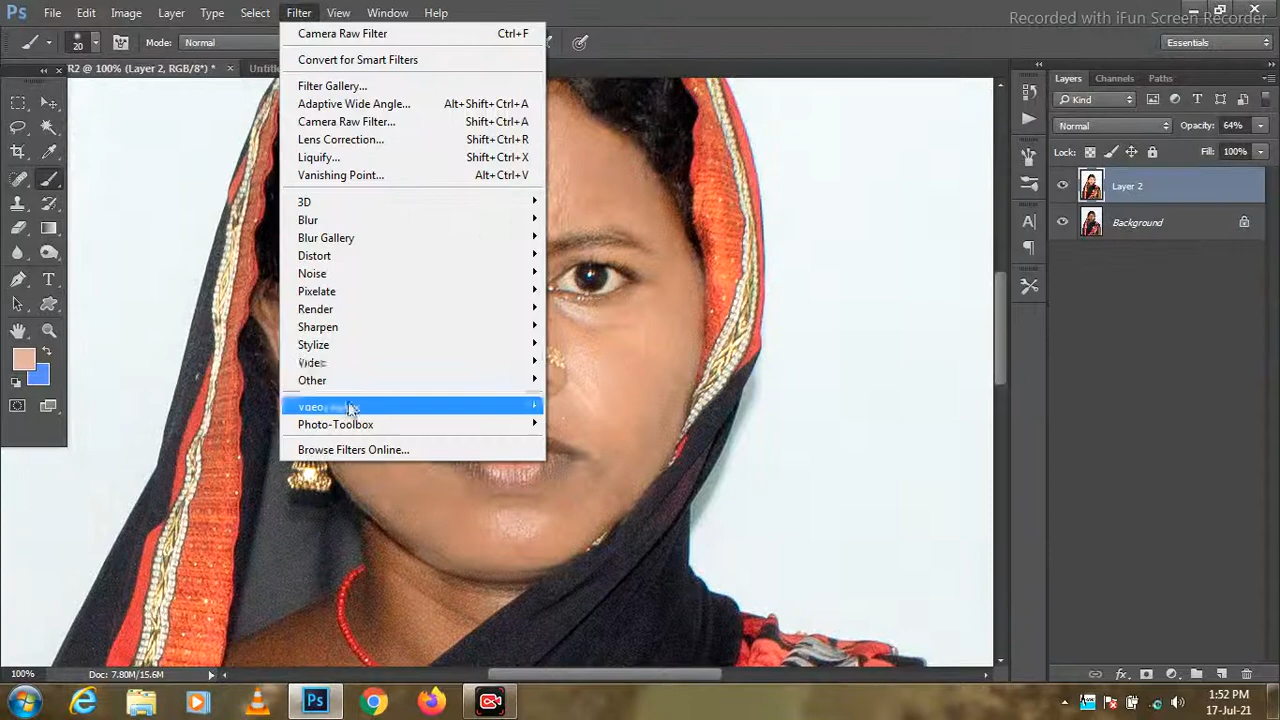 Ps File Edit Image Layer Type Select Filter View Window Help
Recorded with iFun Screen Recorder
20 Mode: Normal
Essentials
R2 @ 100% (Layer 2, RGB/8*) * × Untitle
Camera Raw Filter Ctrl+F
Convert for Smart Filters
Filter Gallery...
Adaptive Wide Angle... Alt+Shift+Ctrl+A
Camera Raw Filter... Shift+Ctrl+A
Lens Correction... Shift+Ctrl+R
Liquify... Shift+Ctrl+X
Vanishing Point... Alt+Ctrl+V
3D
Blur
Blur Gallery
Distort
Noise
Pixelate
Render
Sharpen
Stylize
Video
Other
Photo-Toolbox
Browse Filters Online...
Layers Channels Paths
Kind
Normal Opacity: 64%
Lock: Fill: 100%
Layer 2
Background
100% Doc: 7.80M/15.6M
Ps
1:52 PM
17-Jul-21